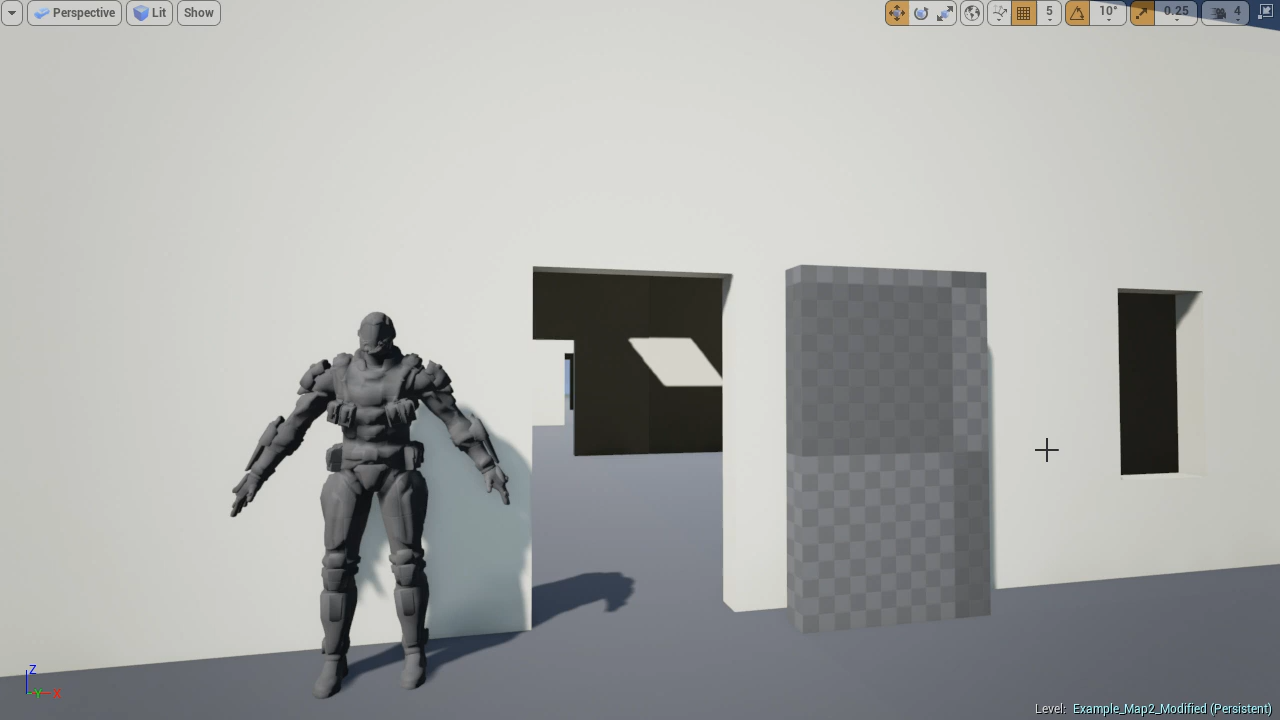 Perspective Lit Show 5 10° 0.25 4
Z
Y X
Level: Example_Map2_Modified (Persistent)